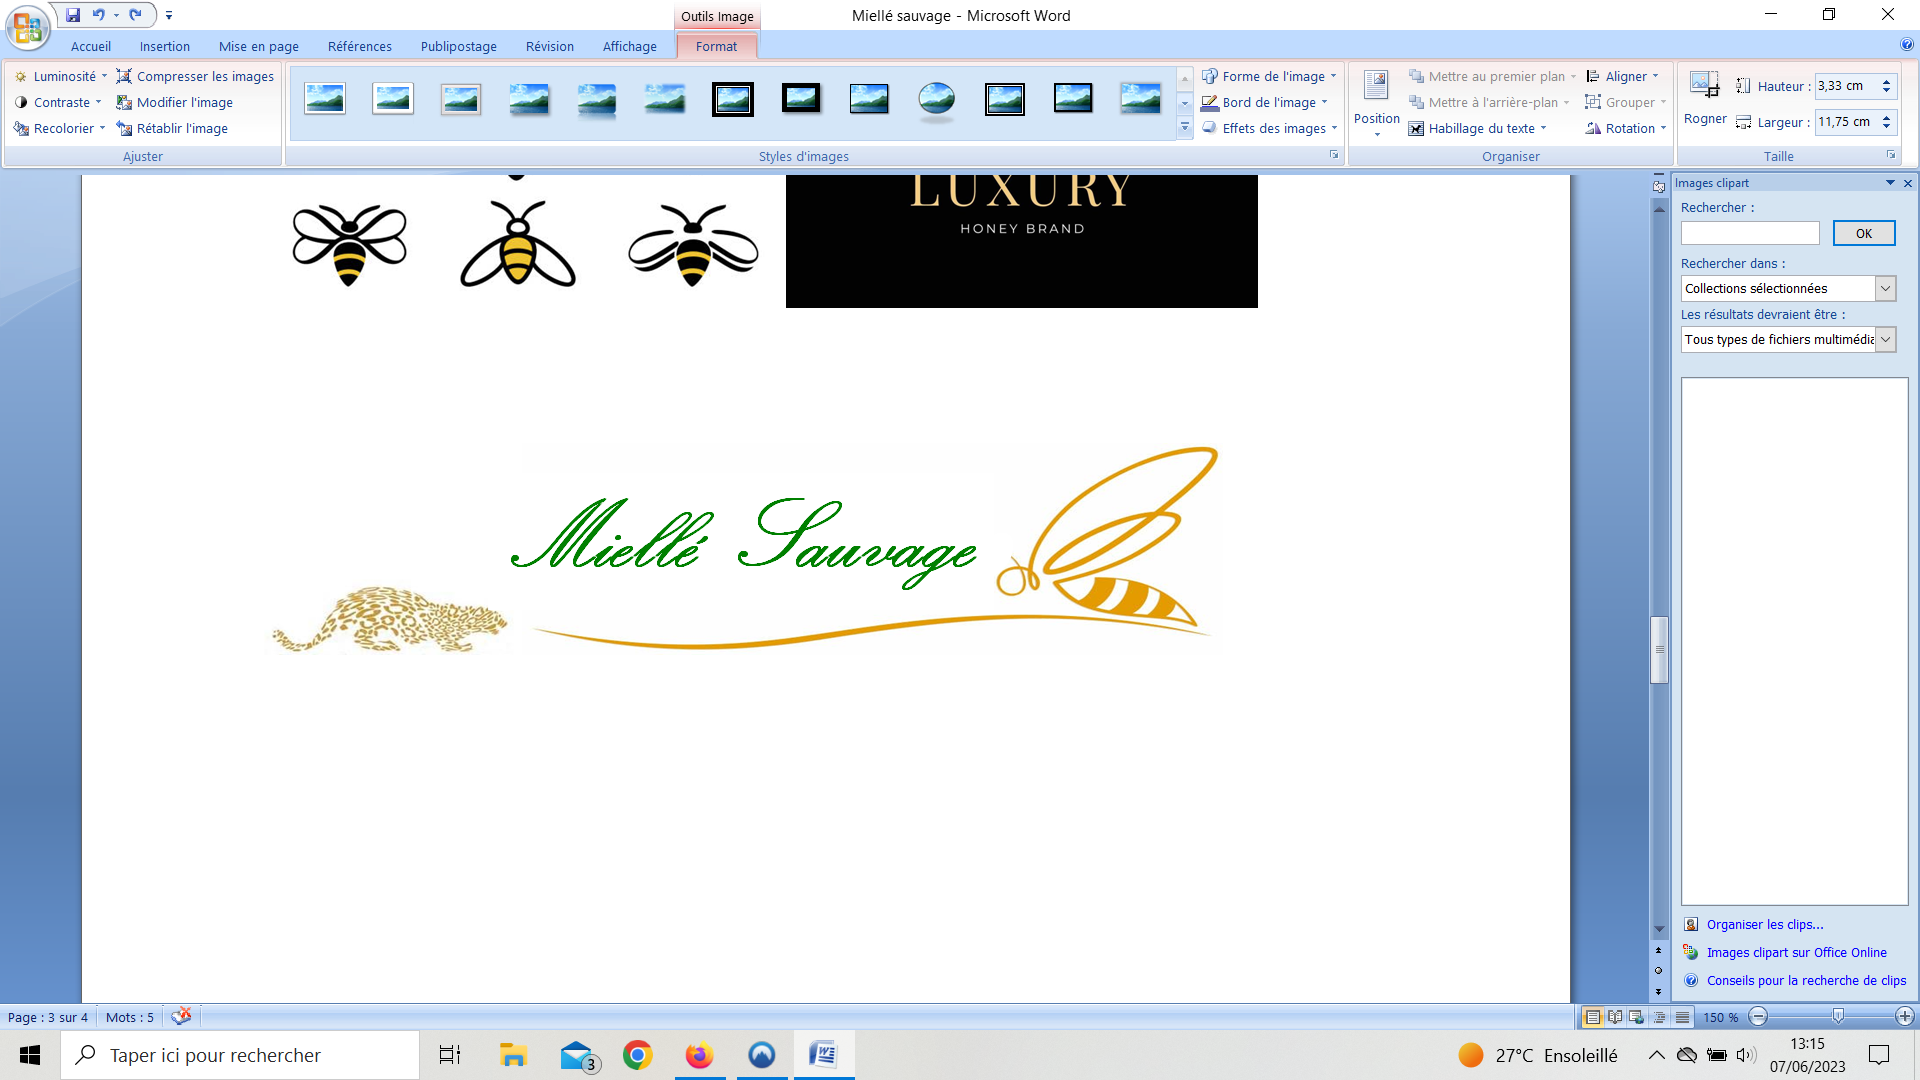 Outils Image
Miellé sauvage - Microsoft Word
Accueil
Insertion
Mise en page
Références
Publipostage
Révision
Affichage
Format
Luminosité
Compresser les images
Contraste
Modifier l'image
Recolorier
Rétablir l'image
Ajuster
Styles d'images
Forme de l'image
Bord de l'image
Effets des images
Position
Mettre au premier plan
Mettre à l'arrière-plan
Habillage du texte
Aligner
Grouper
Rotation
Organiser
Rogner
Hauteur : 3,33 cm
Largeur : 11,75 cm
Taille
LUXURY
HONEY BRAND
Miellé Sauvage
Images clipart
Rechercher :
OK
Rechercher dans :
Collections sélectionnées
Les résultats devraient être :
Tous types de fichiers multimédia
Organiser les clips...
Images clipart sur Office Online
Conseils pour la recherche de clips
Page : 3 sur 4
Mots : 5
150 %
Taper ici pour rechercher
3
27°C Ensoleillé
13:15
07/06/2023